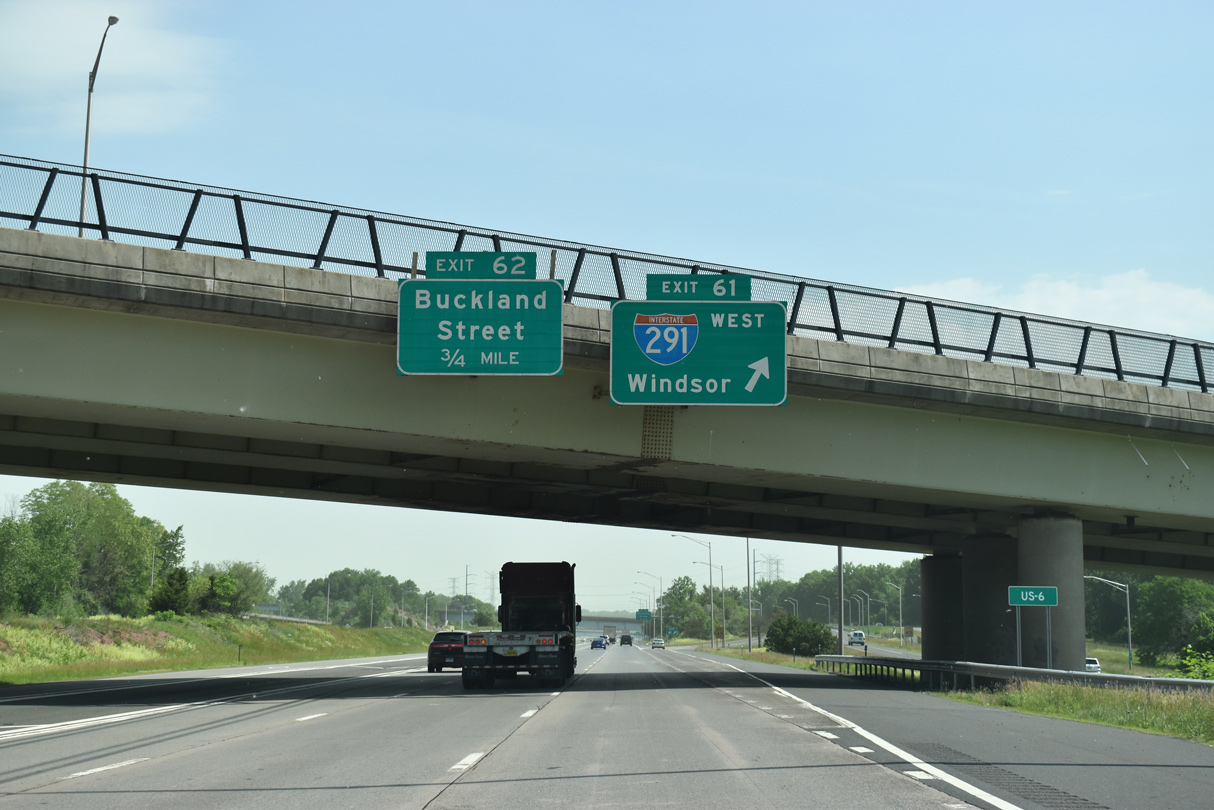 EXIT 62
Buckland
Street
3/4 MILE
EXIT 61
INTERSTATE
291
WEST
Windsor
US-6